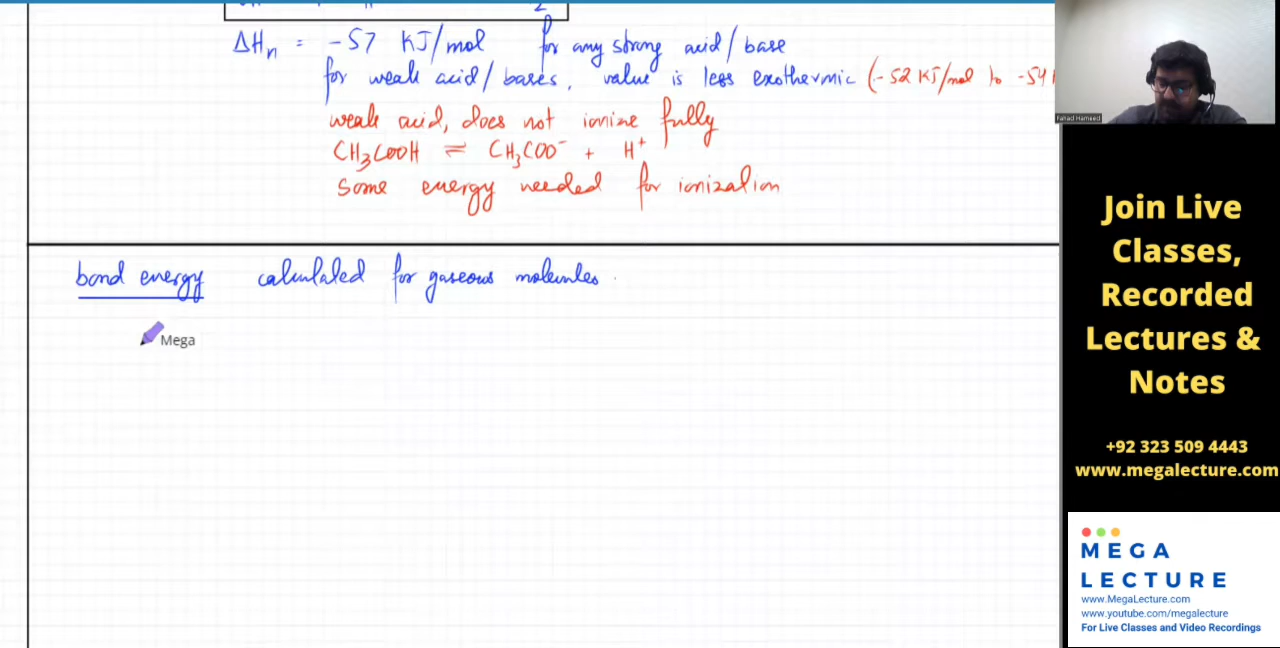 ΔHn = -57 KJ/mol for any strong acid/base
for weak acid/bases, value is less exothermic (-52 KJ/mol to -54
weak acid, does not ionize fully
CH3COOH ⇌ CH3COO⁻ + H⁺
Some energy needed for ionization
bond energy calculated for gaseous molecules.
Mega
Fahad Hameed
Join Live
Classes,
Recorded
Lectures &
Notes
+92 323 509 4443
www.megalecture.com
MEGA
LECTURE
www.MegaLecture.com
www.youtube.com/megalecture
For Live Classes and Video Recordings